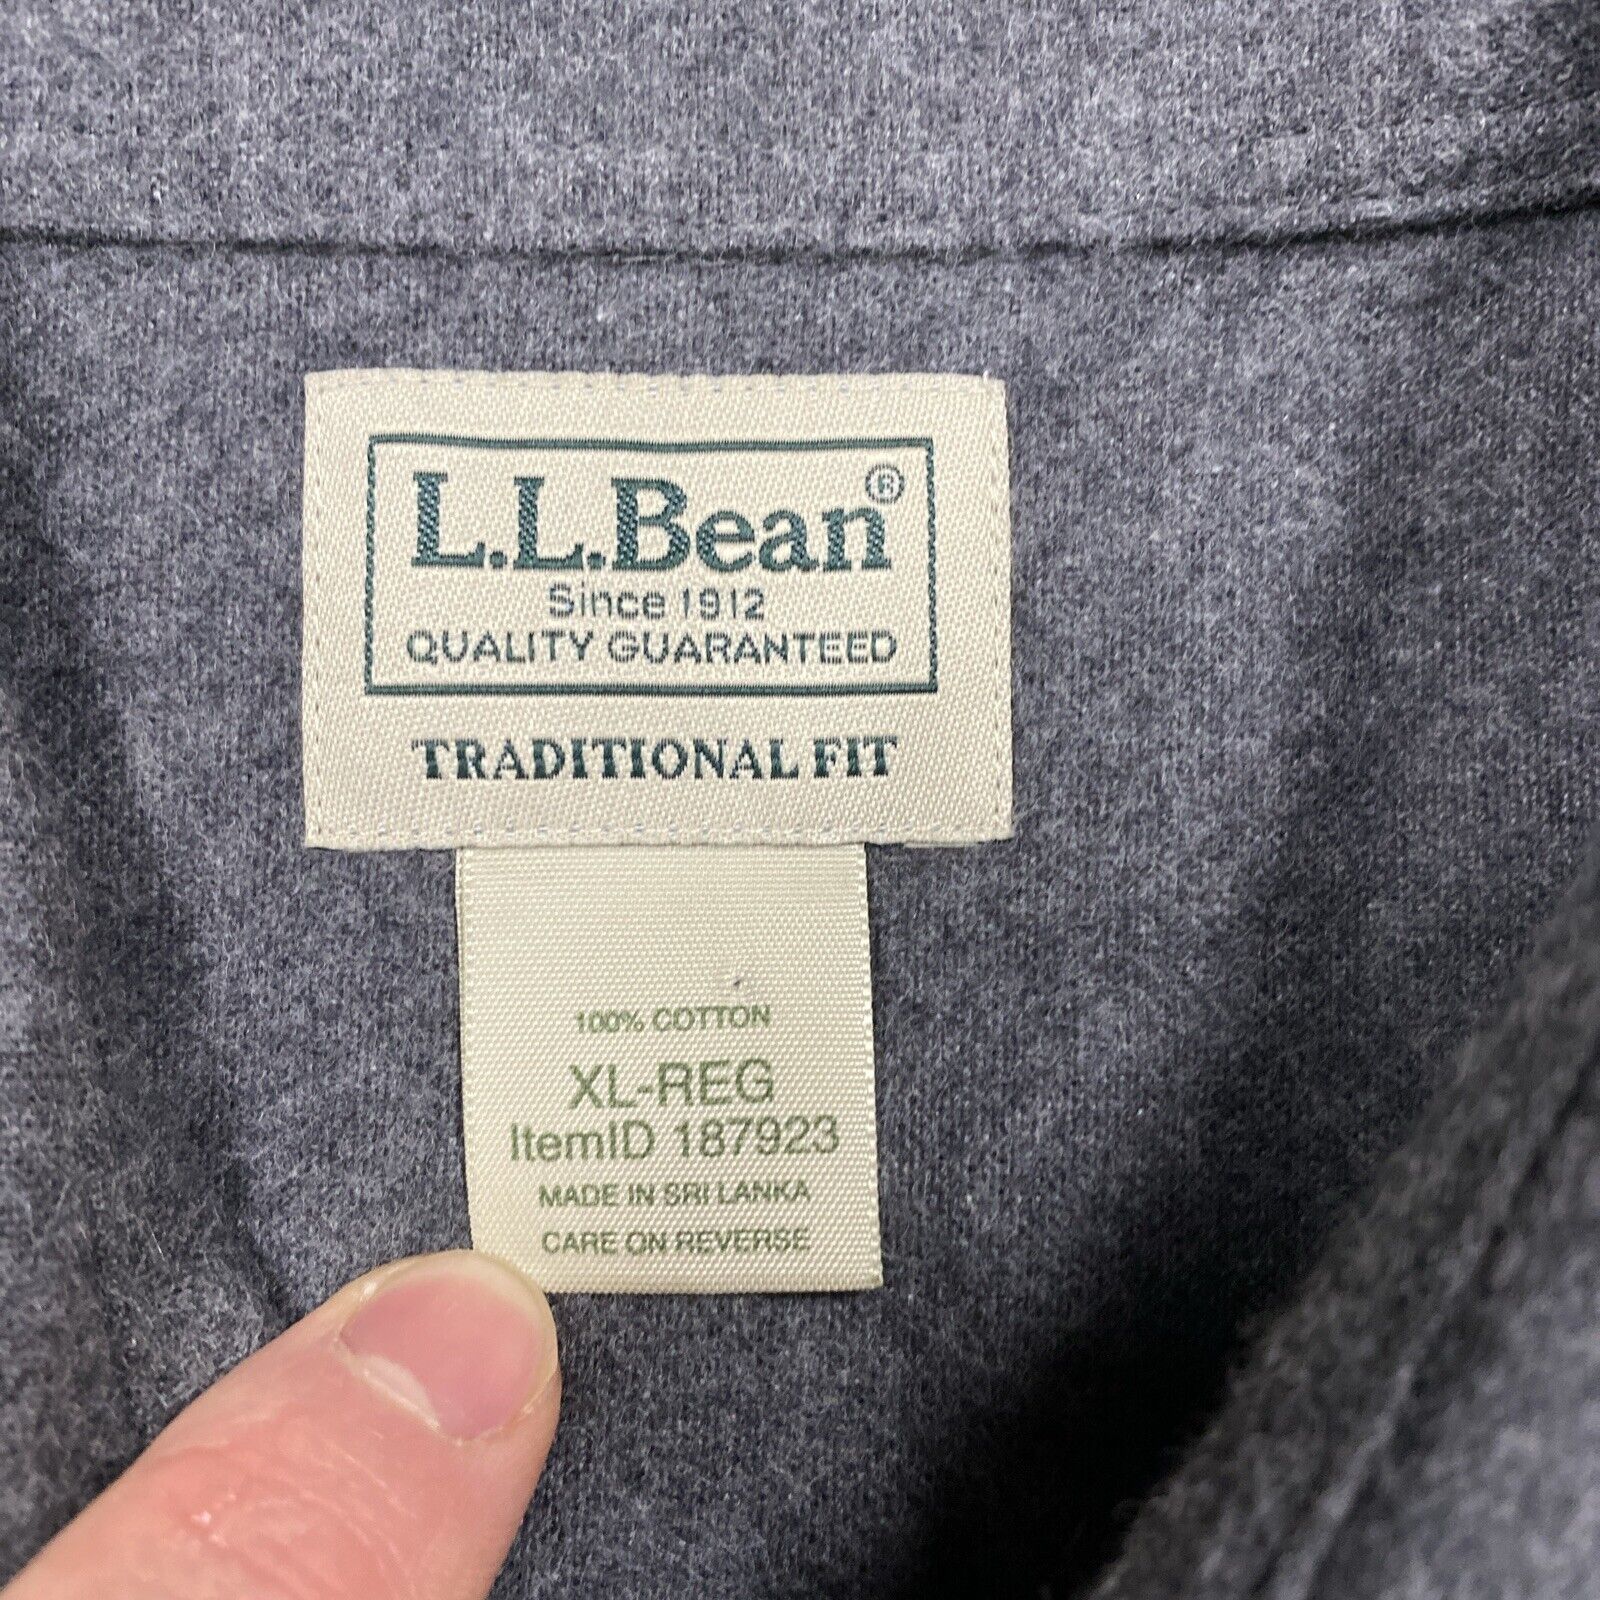 L.L.Bean®
Since 1912
QUALITY GUARANTEED
TRADITIONAL FIT
100% COTTON
XL-REG
ItemID 187923
MADE IN SRI LANKA
CARE ON REVERSE